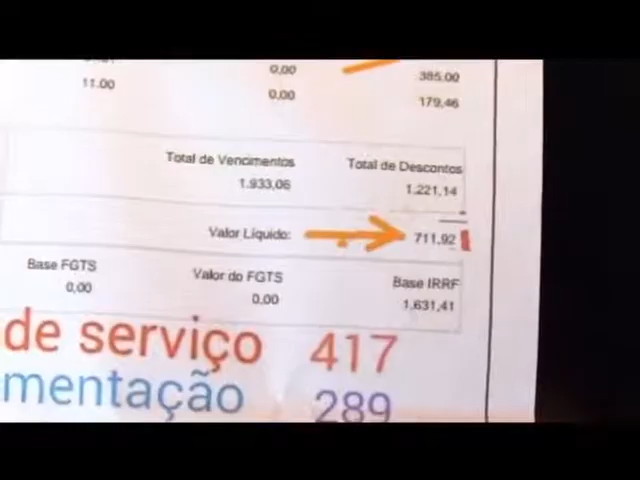 0,00 385.00
11.00 0,00 179,46
Total de Vencimentos Total de Descontos
1.933,06 1.221,14
Valor Líquido: 711,92
Base FGTS Valor do FGTS Base IRRF
0,00 0,00 1,631,41
de serviço 417
mentação 289